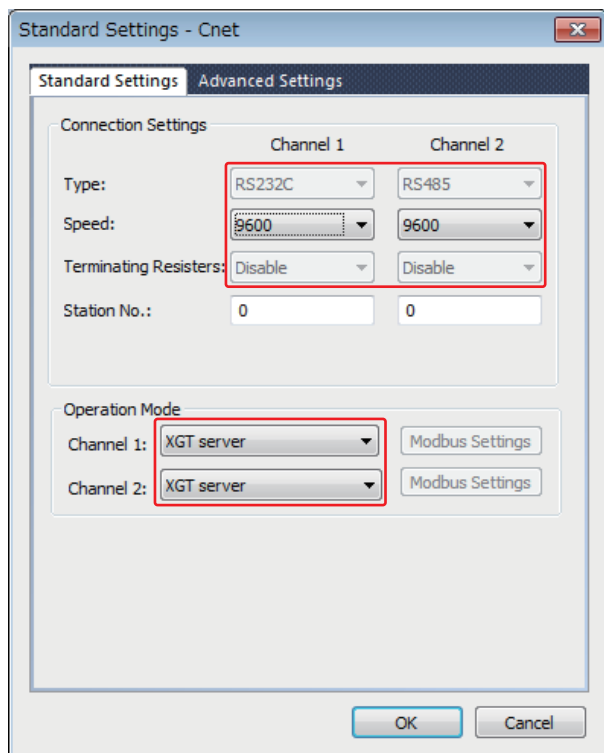 Standard Settings - Cnet
Standard Settings Advanced Settings
Connection Settings
Channel 1 Channel 2
Type: RS232C RS485
Speed: 9600 9600
Terminating Resisters: Disable Disable
Station No.: 0 0
Operation Mode
Channel 1: XGT server Modbus Settings
Channel 2: XGT server Modbus Settings
OK Cancel